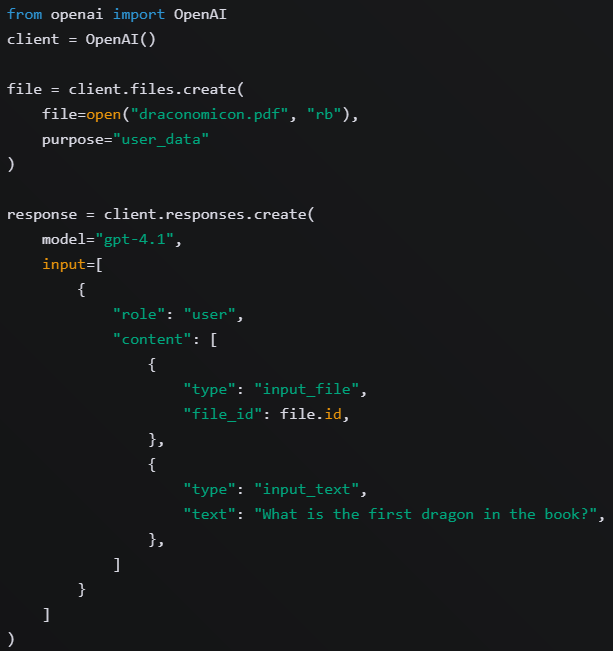 from openai import OpenAI
client = OpenAI()

file = client.files.create(
    file=open("draconomicon.pdf", "rb"),
    purpose="user_data"
)

response = client.responses.create(
    model="gpt-4.1",
    input=[
        {
            "role": "user",
            "content": [
                {
                    "type": "input_file",
                    "file_id": file.id,
                },
                {
                    "type": "input_text",
                    "text": "What is the first dragon in the book?",
                },
            ]
        }
    ]
)